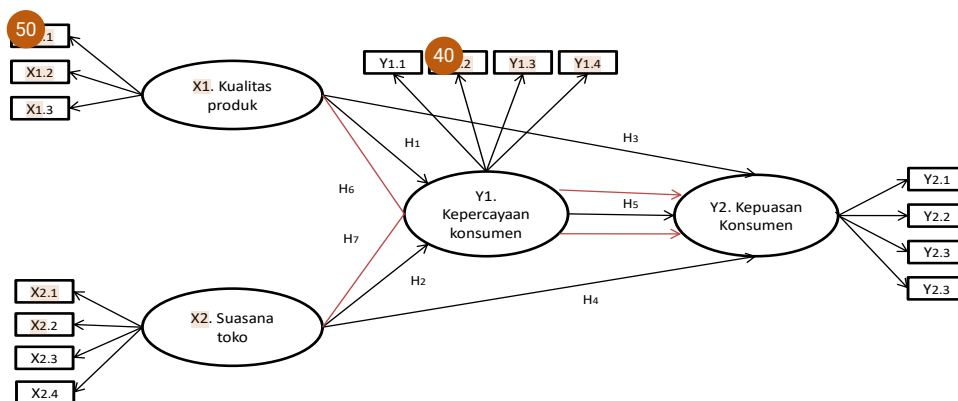 50
.1
X1.2
X1.3
X1. Kualitas
produk
Y1.1
40
.2
Y1.3
Y1.4
H1
H3
H6
H7
Y1.
Kepercayaan
konsumen
H5
Y2. Kepuasan
Konsumen
Y2.1
Y2.2
Y2.3
Y2.3
H2
H4
X2.1
X2.2
X2.3
X2.4
X2. Suasana
toko